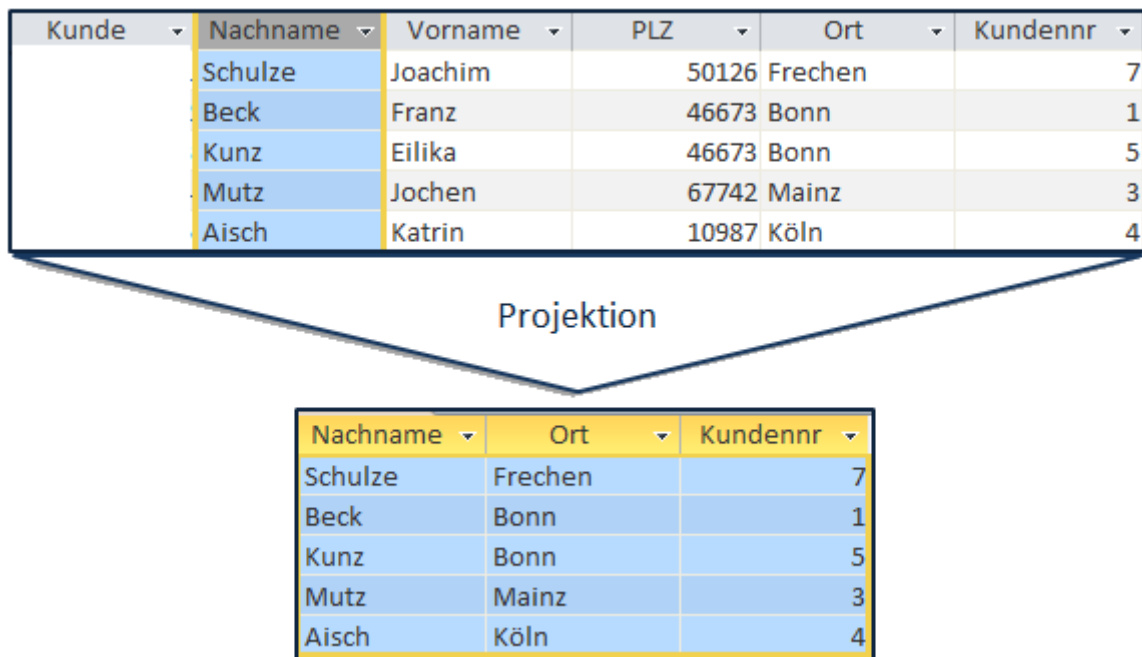 Kunde Nachname Vorname PLZ Ort Kundennr
Schulze Joachim 50126 Frechen 7
Beck Franz 46673 Bonn 1
Kunz Eilika 46673 Bonn 5
Mutz Jochen 67742 Mainz 3
Aisch Katrin 10987 Köln 4
Projektion
Nachname Ort Kundennr
Schulze Frechen 7
Beck Bonn 1
Kunz Bonn 5
Mutz Mainz 3
Aisch Köln 4